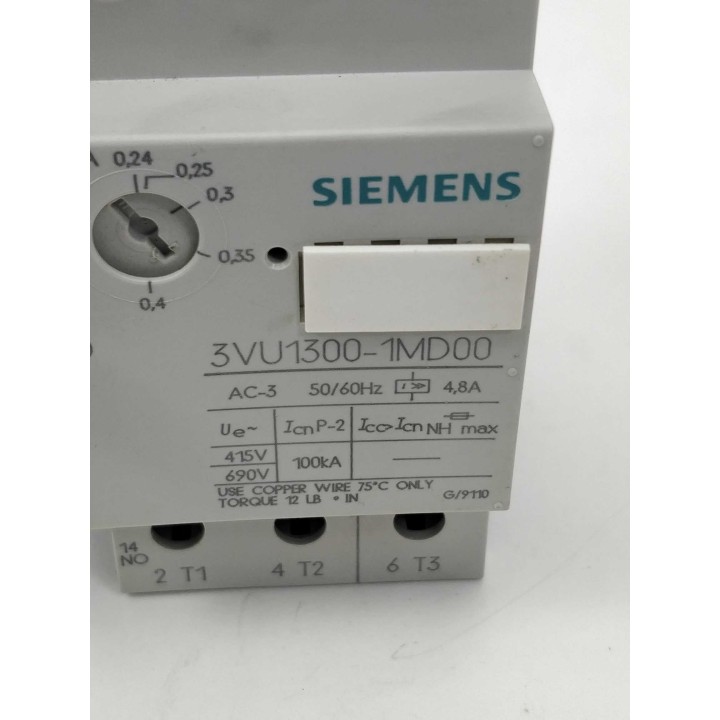 A 0,24
0,25
0,3
0,35
0,4
SIEMENS
3VU1300-1MD00
AC-3 50/60Hz I>> 4,8A
Ue~ IcnP-2 Icc>Icn NH max
415V
690V 100kA
USE COPPER WIRE 75°C ONLY
TORQUE 12 LB • IN G/9110
14
NO
2 T1 4 T2 6 T3